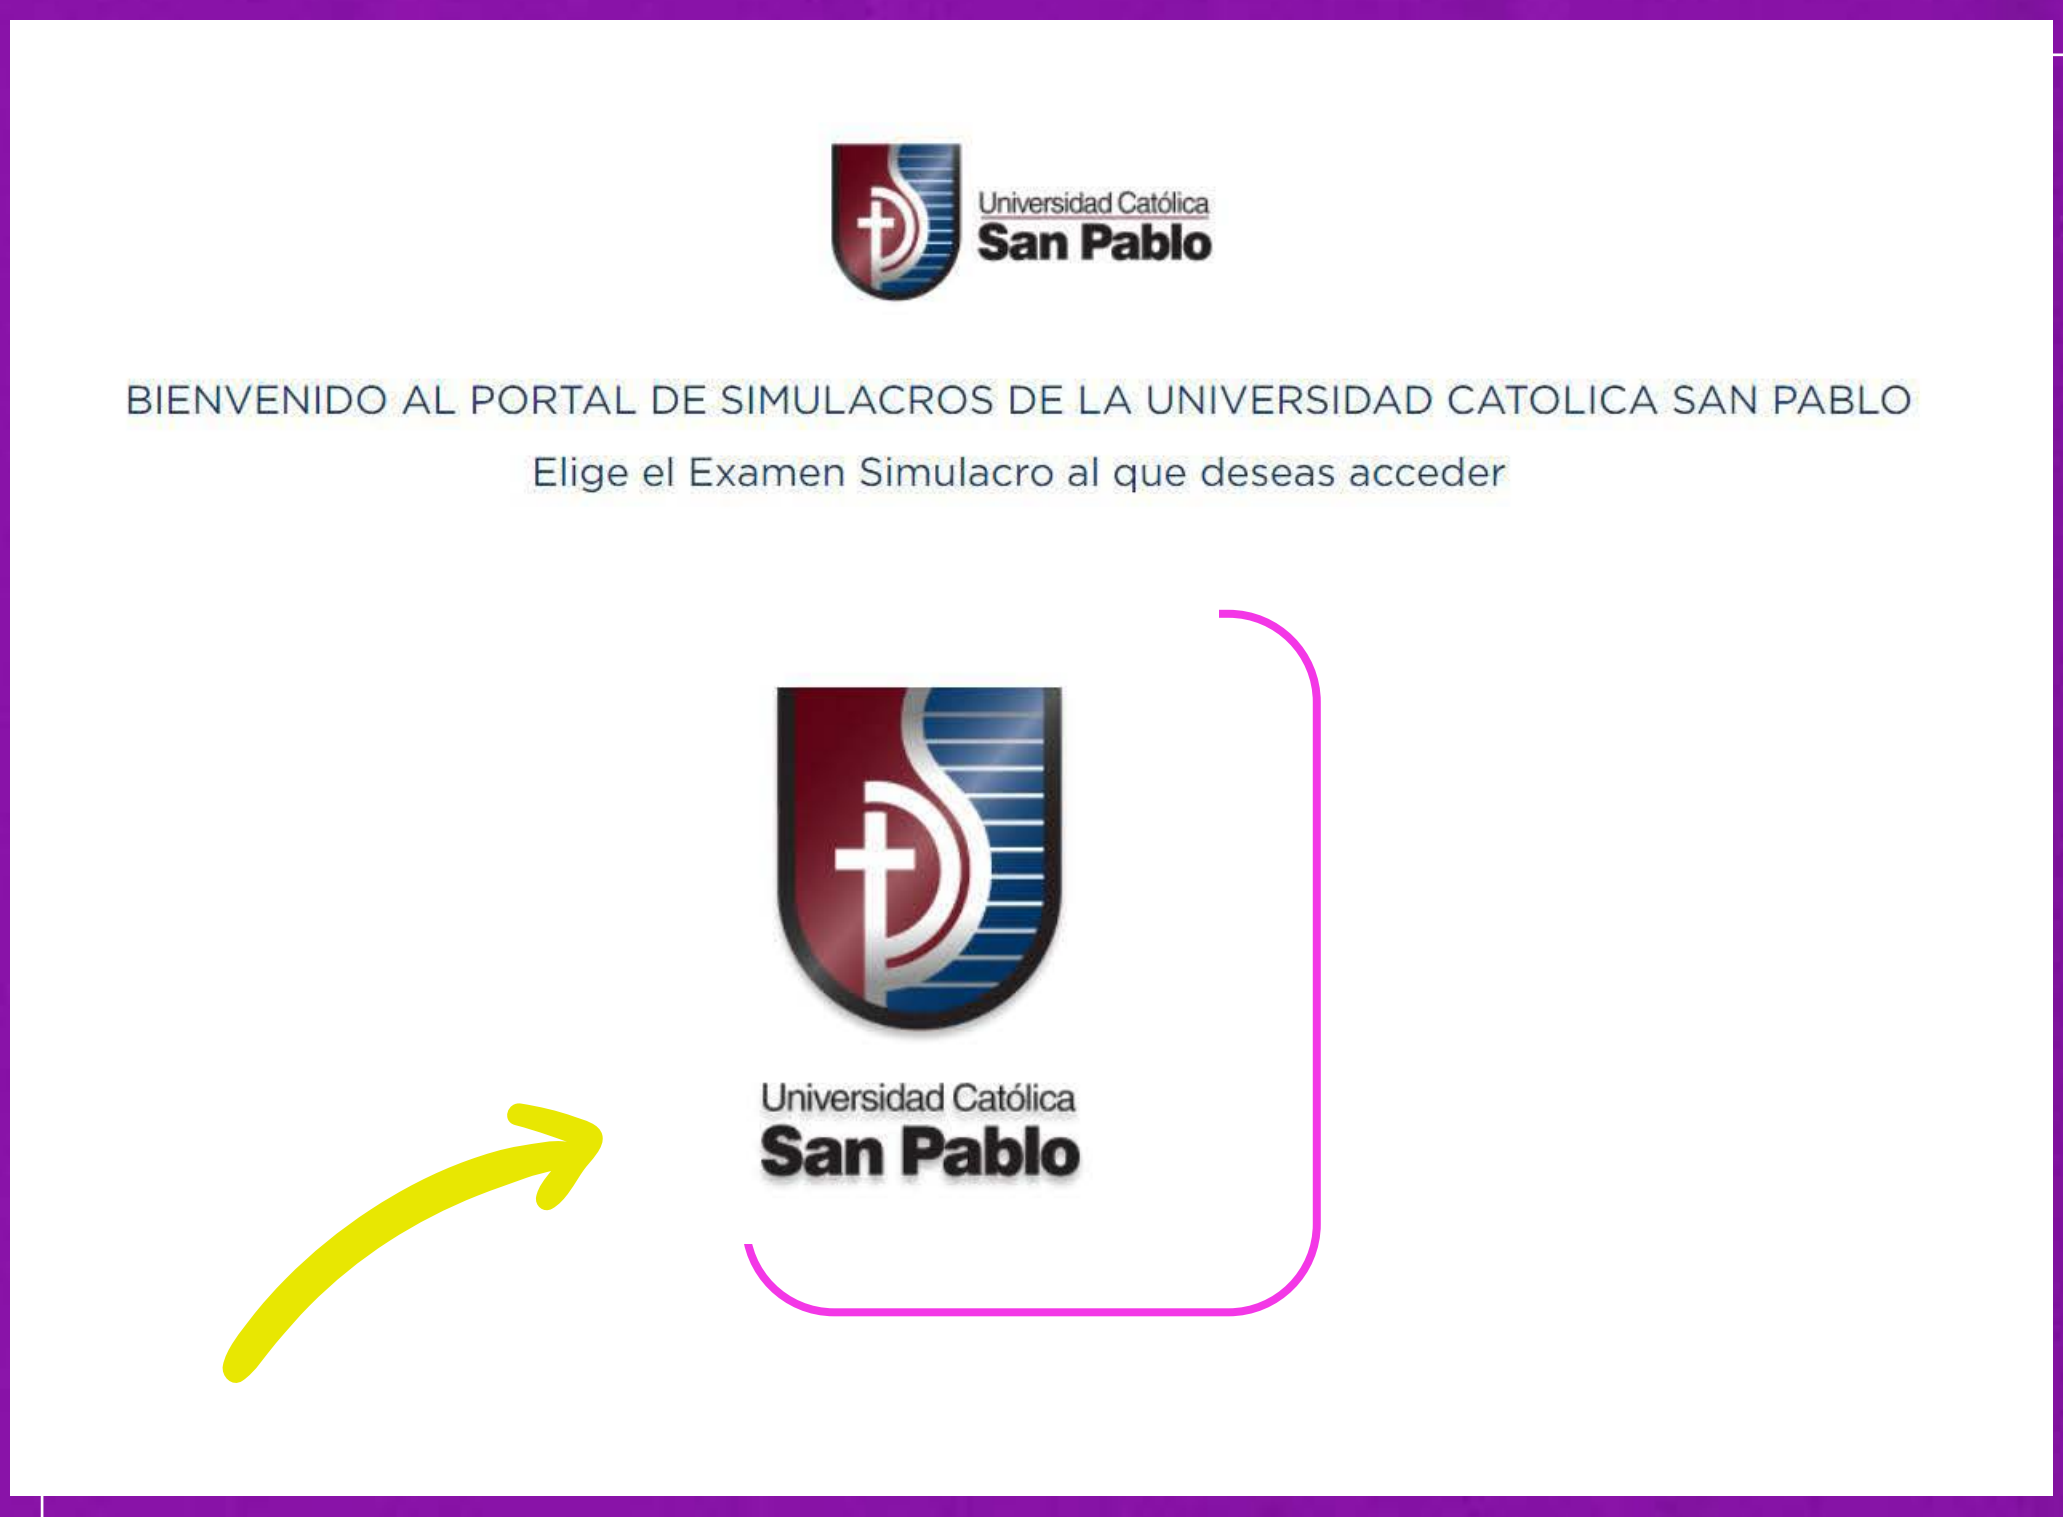 Universidad Católica
San Pablo
BIENVENIDO AL PORTAL DE SIMULACROS DE LA UNIVERSIDAD CATOLICA SAN PABLO
Elige el Examen Simulacro al que deseas acceder
Universidad Católica
San Pablo